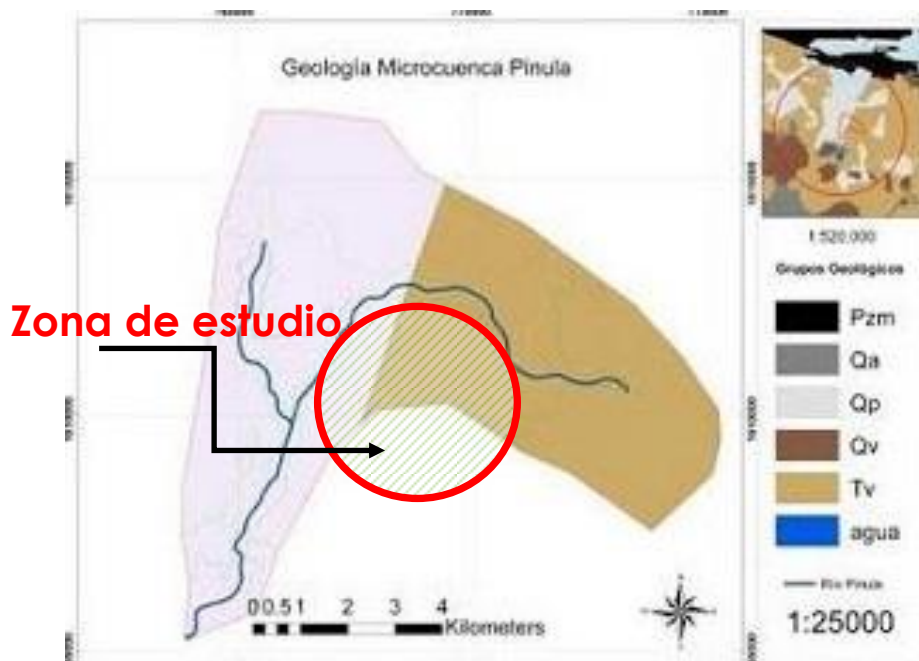 Geología Microcuenca Pinula
1:520,000
Grupos Geológicos
Pzm
Qa
Qp
Qv
Tv
agua
Río Pinula
1:25000
Zona de estudio
0 0.5 1 2 3 4
Kilometers